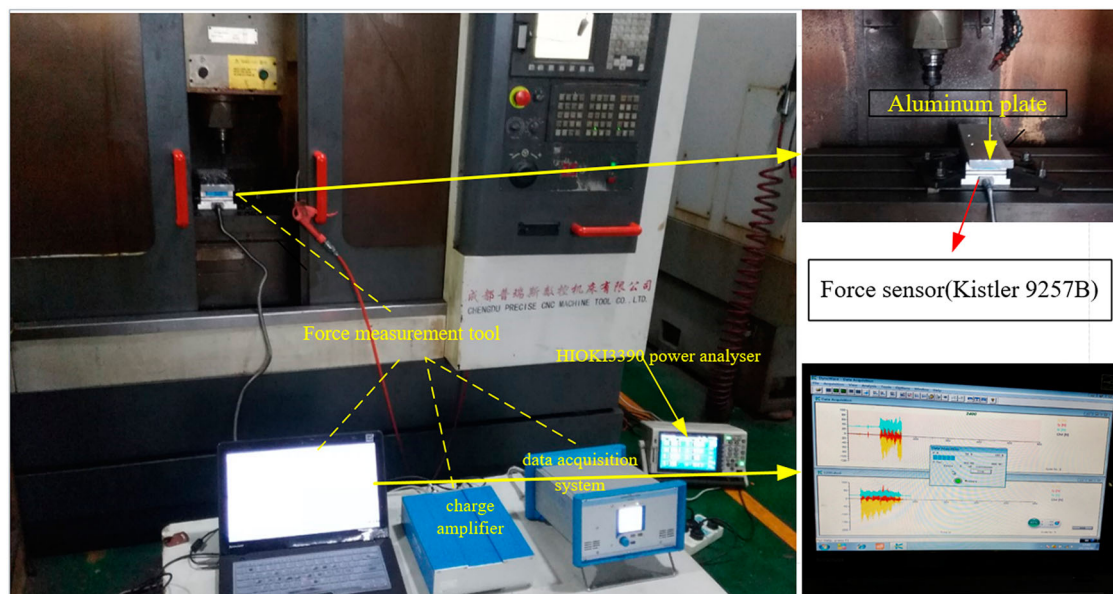 Aluminum plate
成都普瑞斯数控机床有限公司
CHENGDU PRECISE CNC MACHINE TOOL CO.,LTD.
Force sensor(Kistler 9257B)
Force measurement tool
HIOKI3390 power analyser
data acquisition
system
charge
amplifier